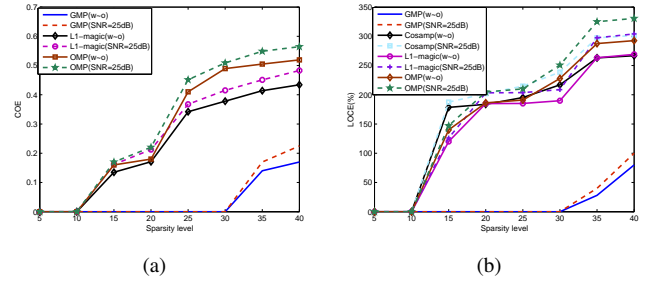 0.7
0.6
0.5
0.4
0.3
0.2
0.1
0
5
10
15
20
25
30
35
40
COE
Sparsity level
GMP(w~o)
GMP(SNR=25dB)
L1-magic(w~o)
L1-magic(SNR=25dB)
OMP(w~o)
OMP(SNR=25dB)
(a)
350
300
250
200
150
100
50
0
5
10
15
20
25
30
35
40
LOCE(%)
Sparsity level
GMP(w~o)
GMP(SNR=25dB)
Cosamp(w~o)
Cosamp(SNR=25dB)
L1-magic(w~o)
L1-magic(SNR=25dB)
OMP(w~o)
OMP(SNR=25dB)
(b)